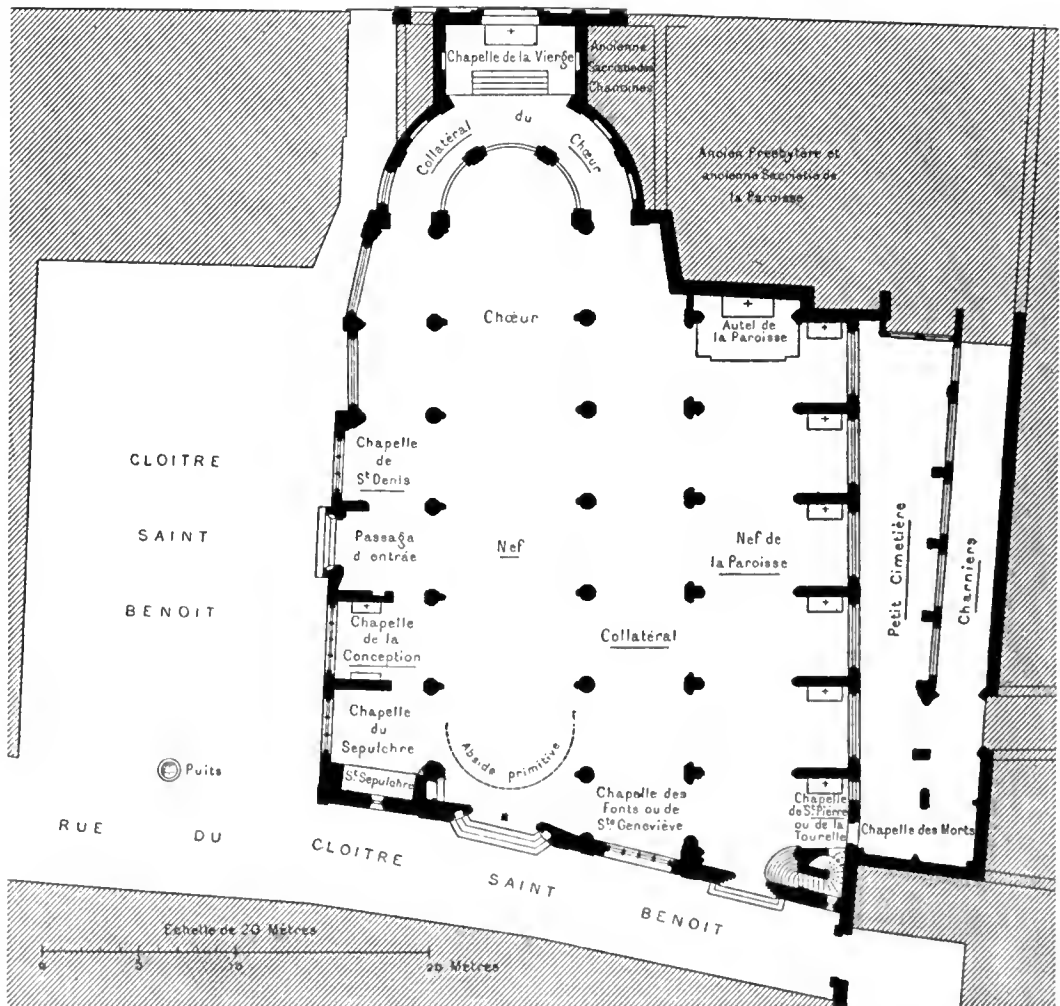 Chapelle de la Vierge
Ancienne
Sacristie des
Chanoines
du
Collatéral
Chœur
Ancien Presbytère et
ancienne Sacristie de
la Paroisse
Chœur
Autel de
la Paroisse
CLOITRE
SAINT
BENOIT
Chapelle
de
St Denis
Passage
d entrée
Nef
Nef de
la Paroisse
Petit Cimetière
Charniers
Chapelle
de la
Conception
Collatéral
Chapelle
du
Sepulchre
Abside primitive
St Sepulchre
Puits
Chapelle des
Fonts ou de
Ste Geneviève
Chapelle
de St Pierre
ou de la
Tourelle
Chapelle des Morts
RUE DU CLOITRE SAINT BENOIT
Echelle de 20 Mètres
0 5 10 20 Mètres